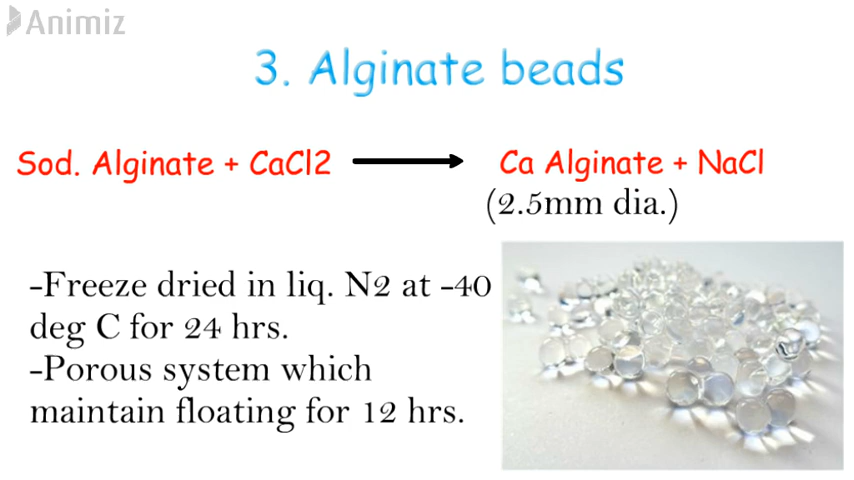 Animiz
3. Alginate beads
Sod. Alginate + CaCl2 Ca Alginate + NaCl
(2.5mm dia.)
-Freeze dried in liq. N2 at -40
deg C for 24 hrs.
-Porous system which
maintain floating for 12 hrs.